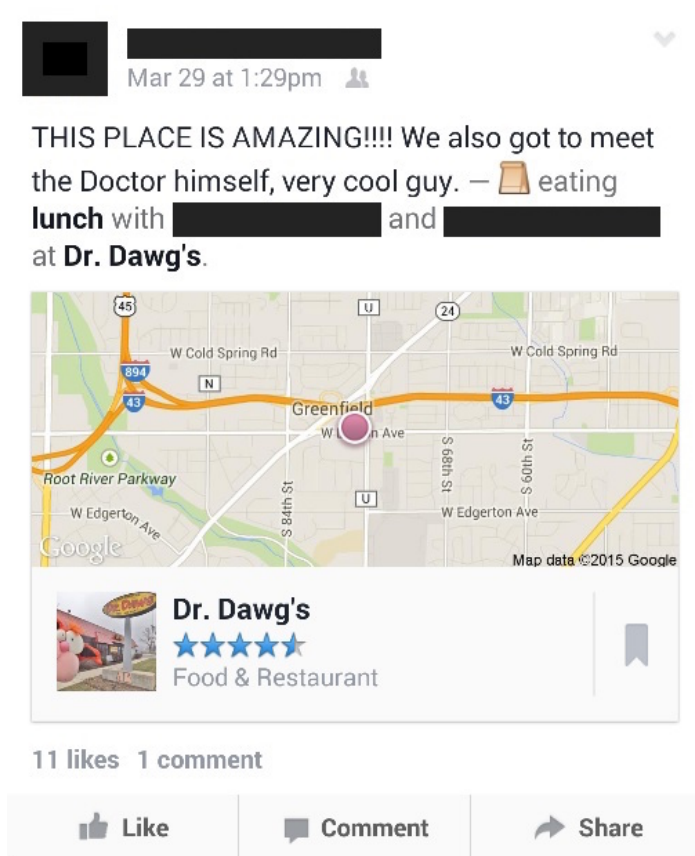 Mar 29 at 1:29pm
THIS PLACE IS AMAZING!!!! We also got to meet
the Doctor himself, very cool guy. — eating
lunch with and
at Dr. Dawg's.
45
U
24
W Cold Spring Rd
W Cold Spring Rd
894
N
43
43
Greenfield
W L n Ave
Root River Parkway
S 84th St
S 68th St
S 60th St
U
W Edgerton Ave
W Edgerton Ave
Google
Map data ©2015 Google
Dr. Dawg's
Dr. Dawg's
Food & Restaurant
11 likes 1 comment
Like Comment Share